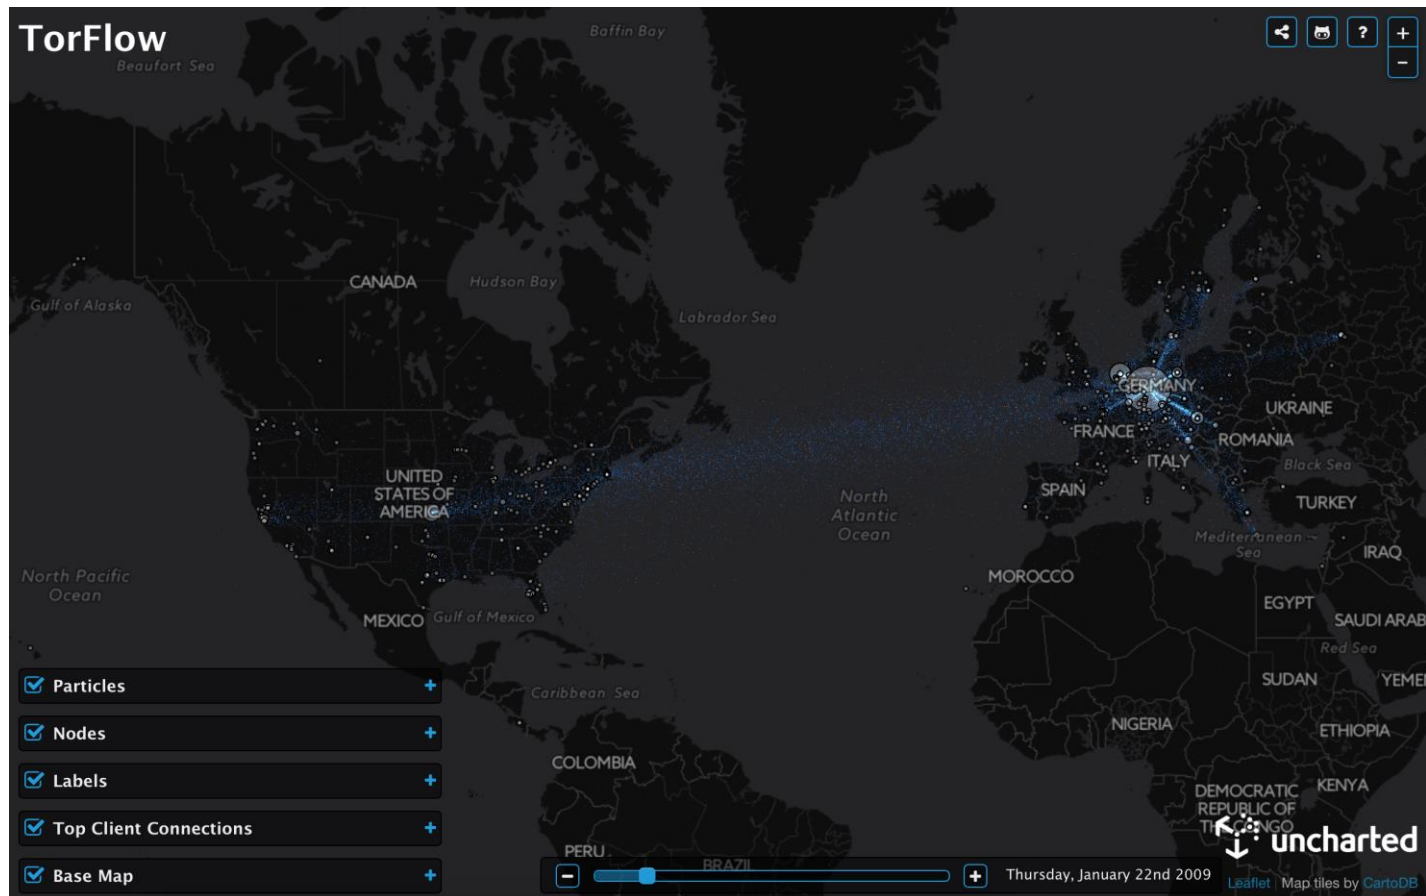 TorFlow
Baffin Bay
Beaufort Sea
?
+
−
CANADA
Hudson Bay
Gulf of Alaska
Labrador Sea
GERMANY
UKRAINE
FRANCE
ROMANIA
ITALY
Black Sea
UNITED
STATES OF
AMERICA
SPAIN
TURKEY
North
Atlantic
Ocean
Mediterranean
Sea
IRAQ
North Pacific
Ocean
MOROCCO
EGYPT
MEXICO
Gulf of Mexico
SAUDI ARAB
Red Sea
Particles +
Caribbean Sea
SUDAN
YEME
Nodes +
NIGERIA
ETHIOPIA
COLOMBIA
Labels +
KENYA
DEMOCRATIC
REPUBLIC OF
THE CONGO
Top Client Connections +
uncharted
PERU
BRAZIL
Base Map +
− + Thursday, January 22nd 2009
Leaflet | Map tiles by CartoDB